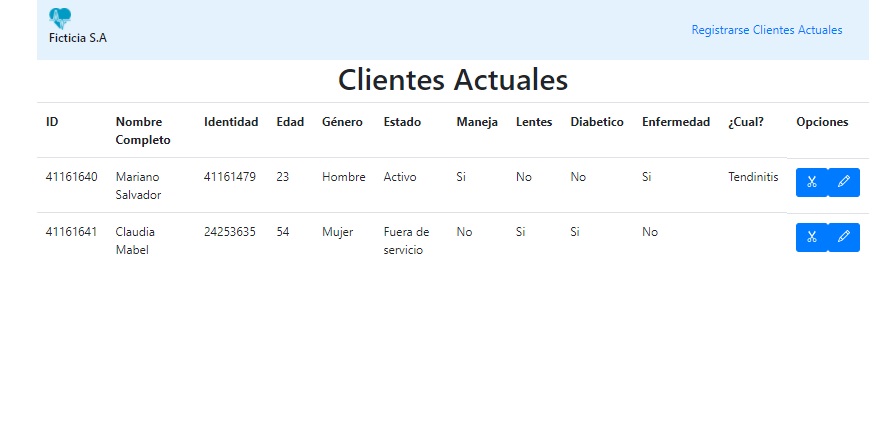 Ficticia S.A
Registrarse Clientes Actuales
Clientes Actuales
ID Nombre Completo Identidad Edad Género Estado Maneja Lentes Diabetico Enfermedad ¿Cual? Opciones
41161640 Mariano Salvador 41161479 23 Hombre Activo Si No No Si Tendinitis
41161641 Claudia Mabel 24253635 54 Mujer Fuera de servicio No Si Si No